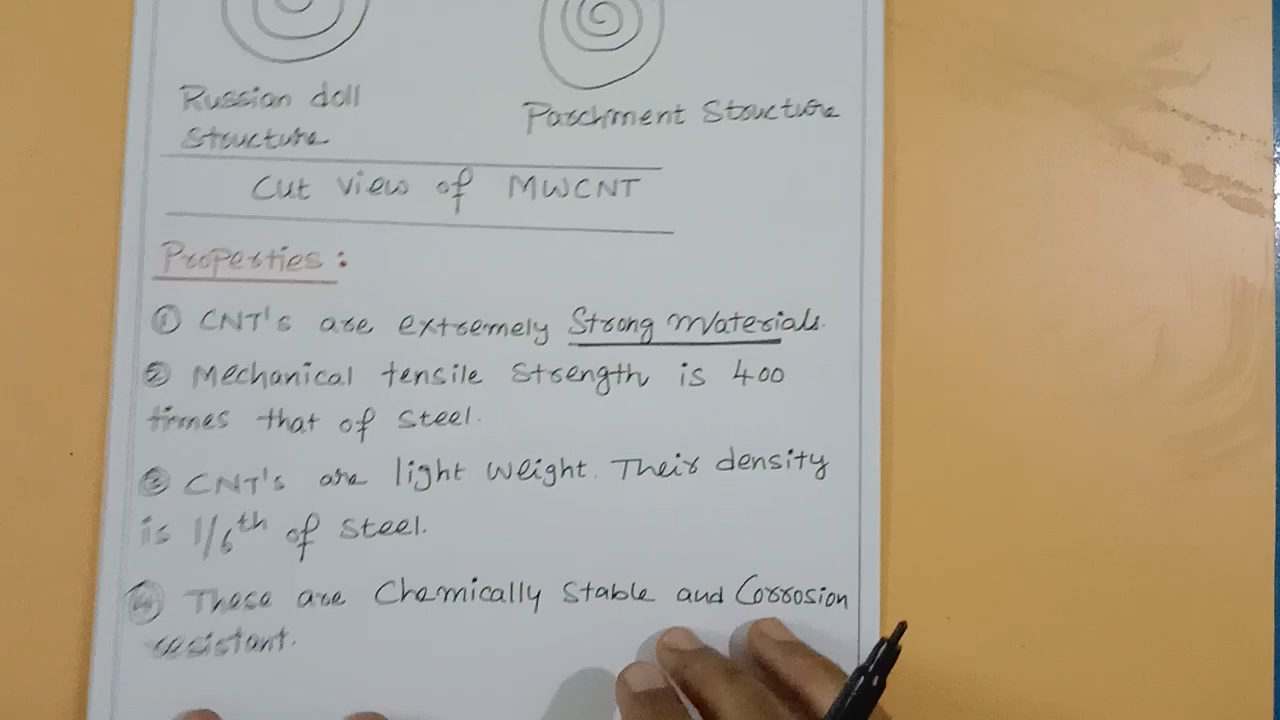 Russian doll
Structure
Parchment Structure
Cut view of MWCNT
Properties :
① CNT's are extremely Strong Materials.
② Mechanical tensile Strength is 400
times that of steel.
③ CNT's are light weight. Their density
is 1/6th of steel.
④ These are Chemically stable and Corrosion
resistant.